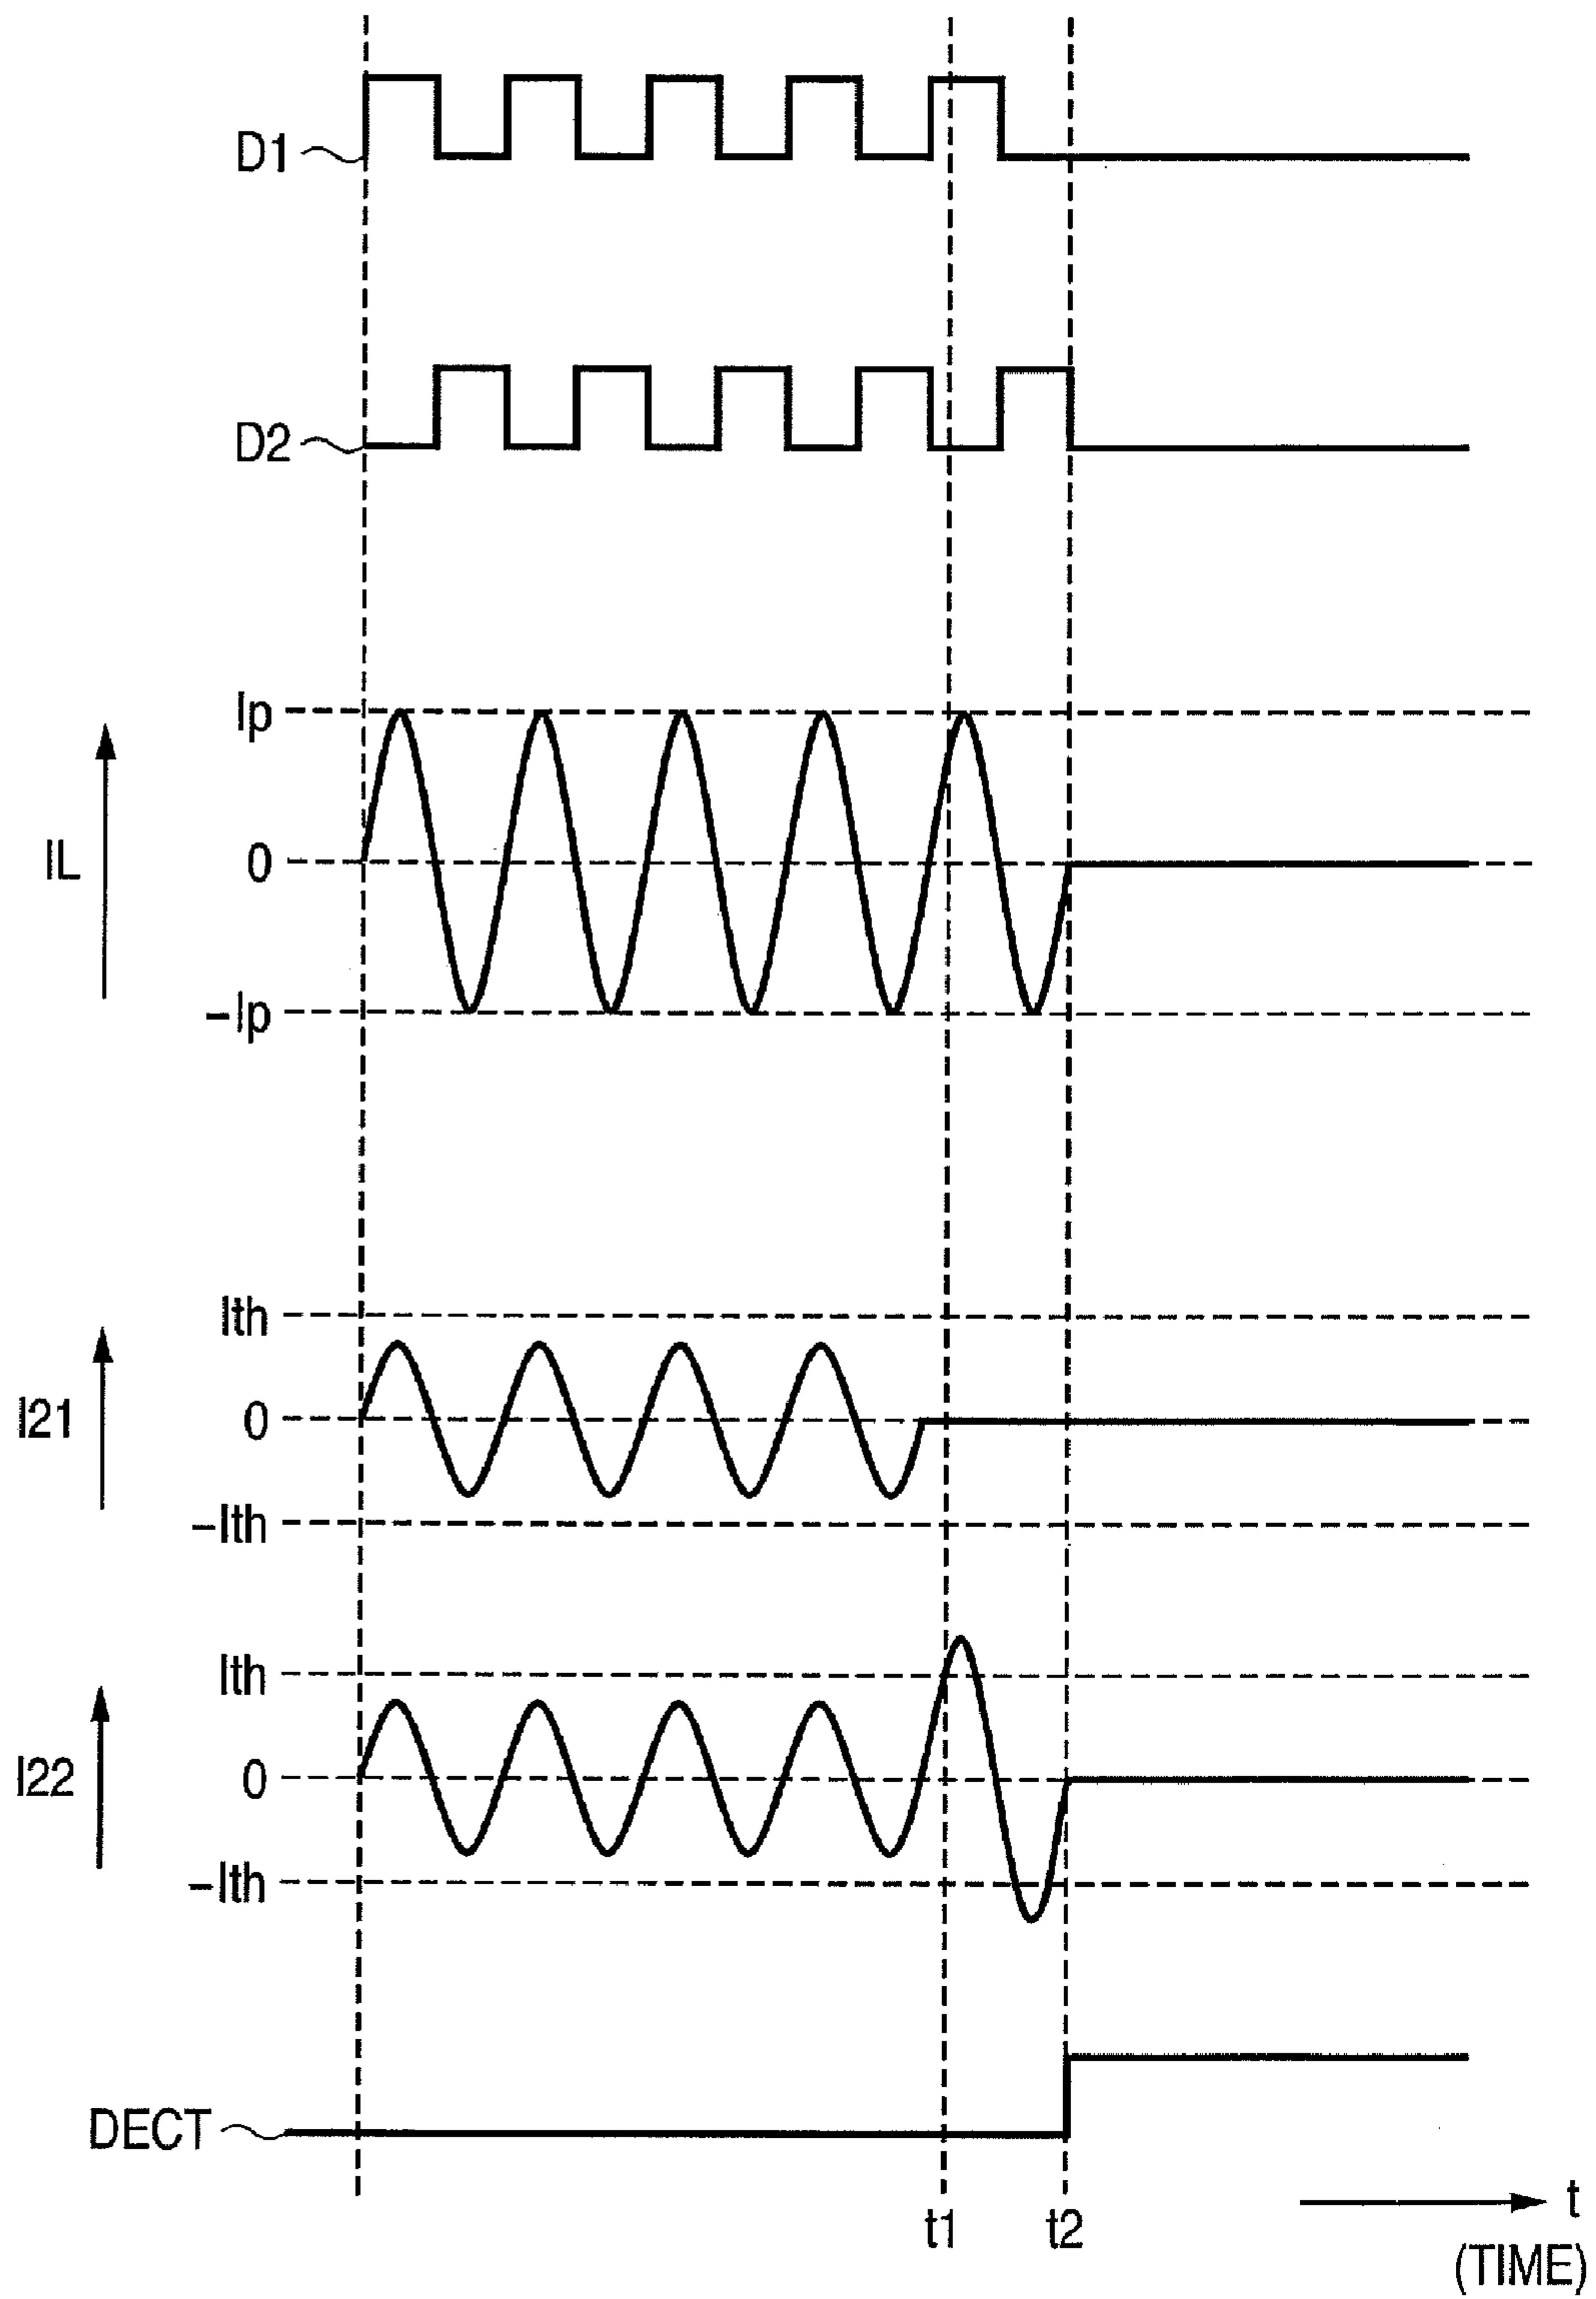 D1
D2
Ip
IL
0
-Ip
Ith
I21
0
-Ith
Ith
I22
0
-Ith
DECT
t1 t2
t
(TIME)